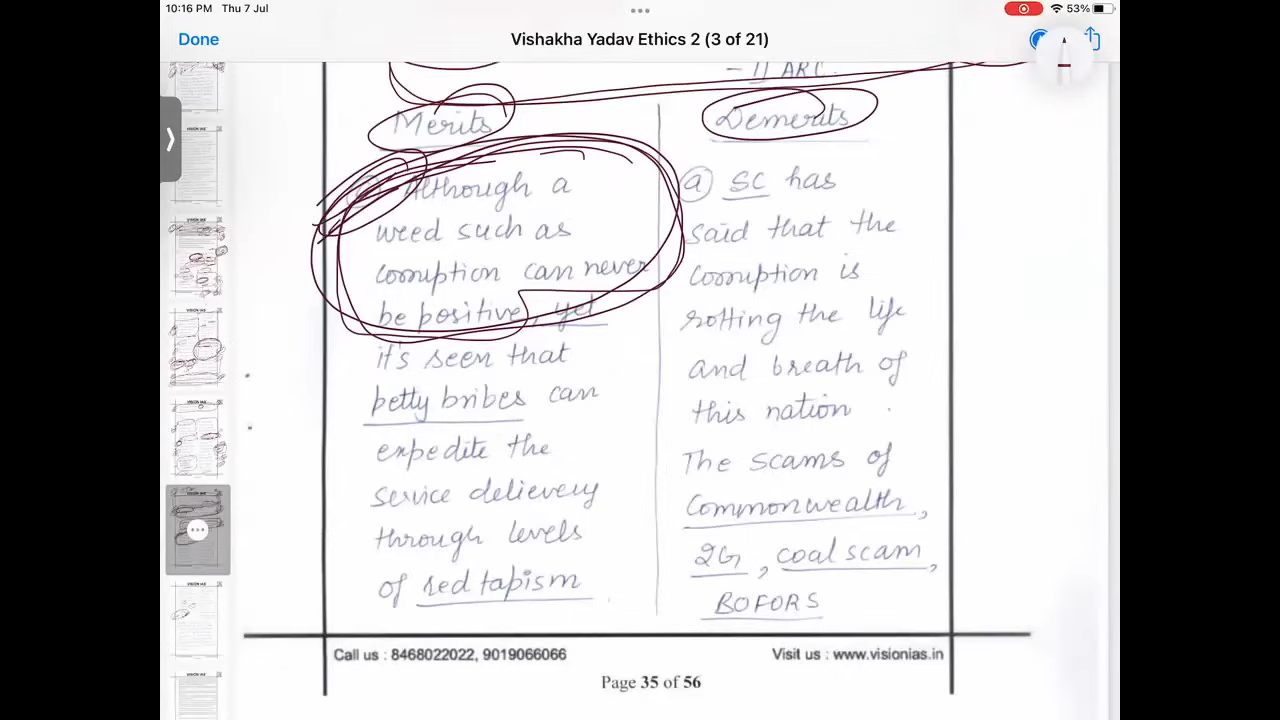 10:16 PM Thu 7 Jul
53%
Done
Vishakha Yadav Ethics 2 (3 of 21)
- II ARC.
Merits
Although a
weed such as
corruption can never
be positive, yet
it's seen that
petty bribes can
expedite the
service delievery
through levels
of red tapism
Demerits
(a) SC has
said that the
corruption is
rotting the life
and breath of
this nation.
The scams of
Commonwealth,
2G, coal scam,
BOFORS
Call us : 8468022022, 9019066066
Visit us : www.visionias.in
Page 35 of 56